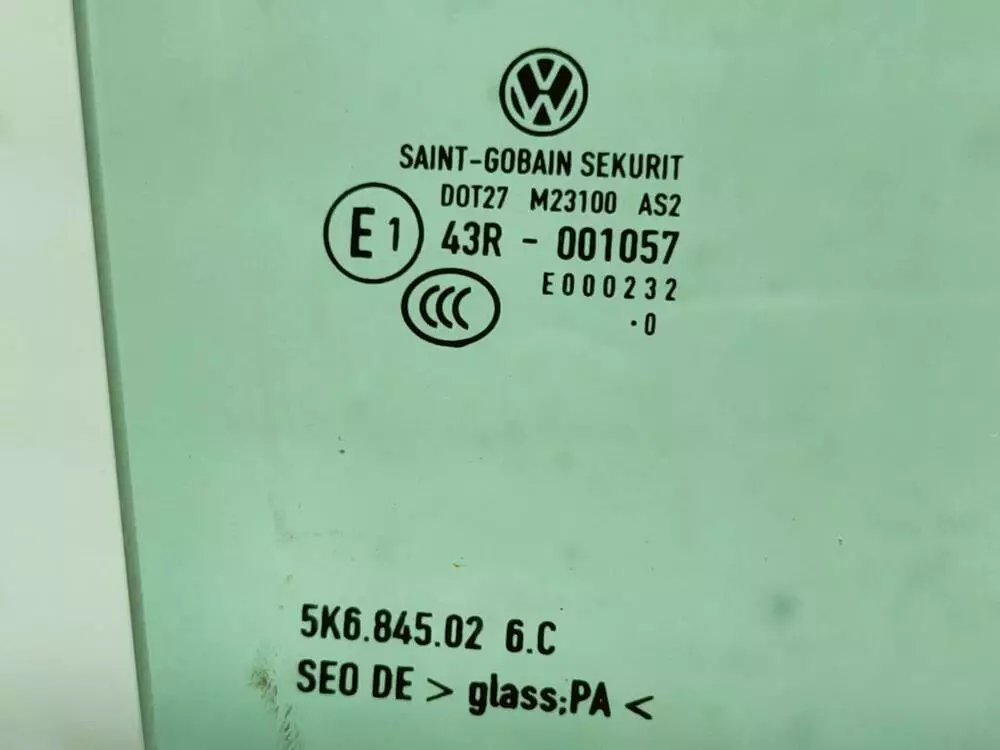 SAINT-GOBAIN SEKURIT
DOT27 M23100 AS2
E1 43R - 001057
E000232
CCC
·0
5K6.845.02 6.C
SEO DE > glass;PA <